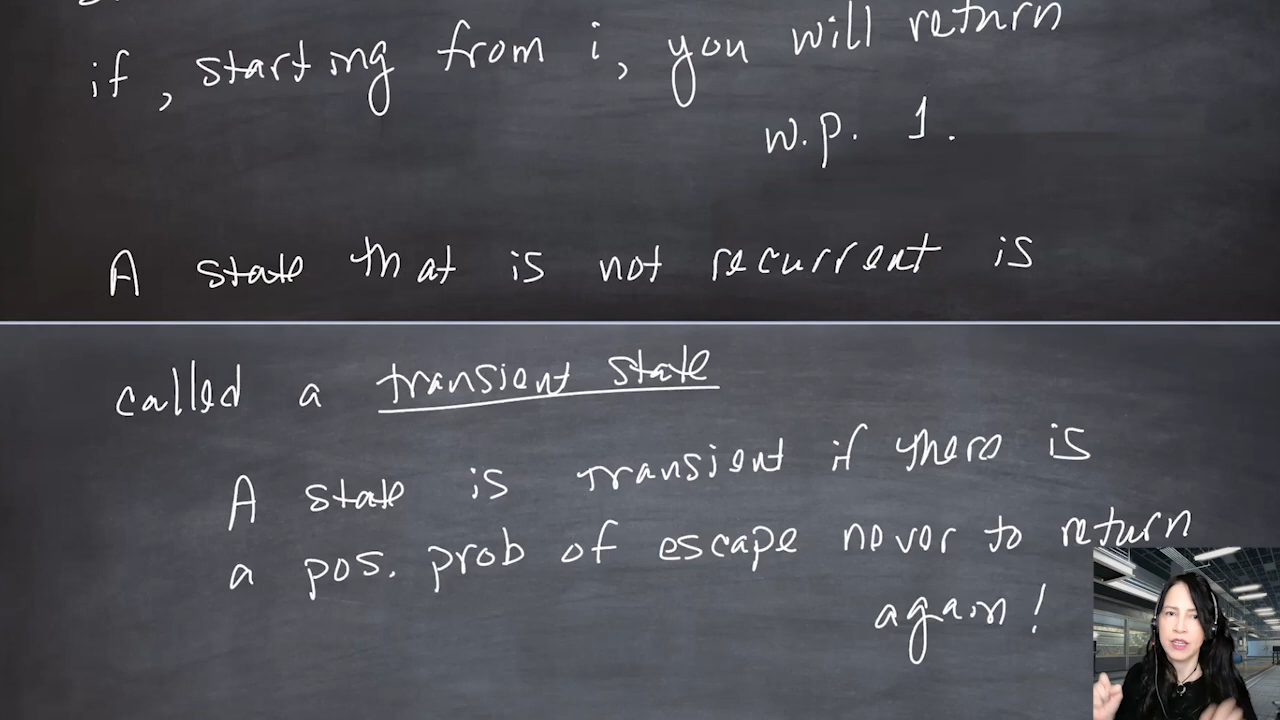 if, starting from i, you will return
w.p. 1.
A state that is not recurrent is
called a transient state
A state is transient if there is
a pos. prob of escape never to return
again!